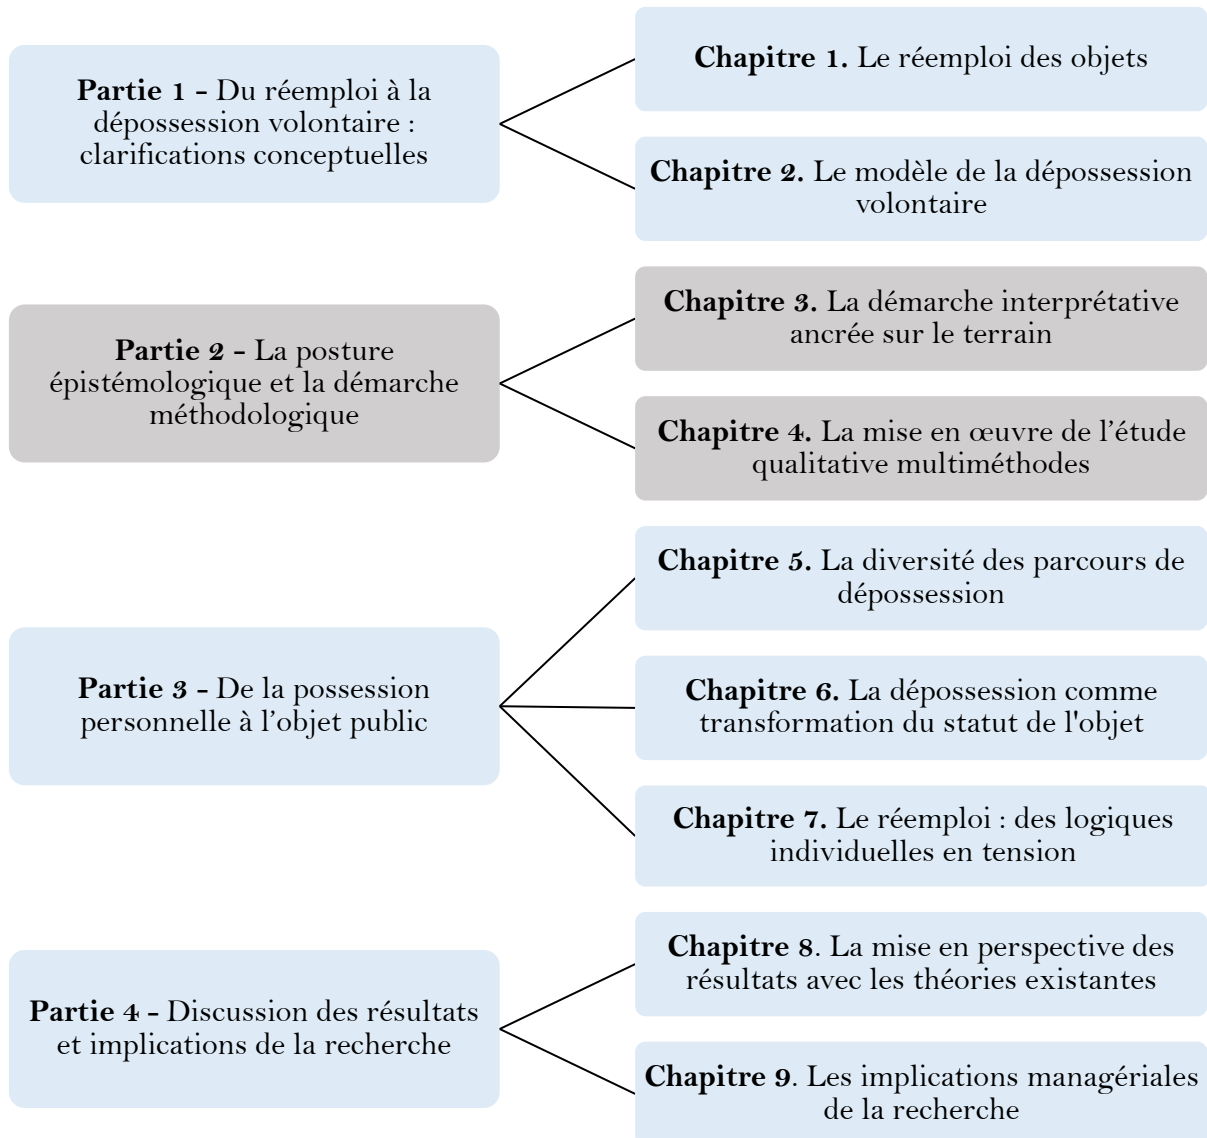 Partie 1 - Du réemploi à la
dépossession volontaire :
clarifications conceptuelles
Chapitre 1. Le réemploi des objets
Chapitre 2. Le modèle de la dépossession
volontaire
Partie 2 - La posture
épistémologique et la démarche
méthodologique
Chapitre 3. La démarche interprétative
ancrée sur le terrain
Chapitre 4. La mise en œuvre de l’étude
qualitative multiméthodes
Partie 3 - De la possession
personnelle à l’objet public
Chapitre 5. La diversité des parcours de
dépossession
Chapitre 6. La dépossession comme
transformation du statut de l'objet
Chapitre 7. Le réemploi : des logiques
individuelles en tension
Partie 4 - Discussion des résultats
et implications de la recherche
Chapitre 8. La mise en perspective des
résultats avec les théories existantes
Chapitre 9. Les implications managériales
de la recherche